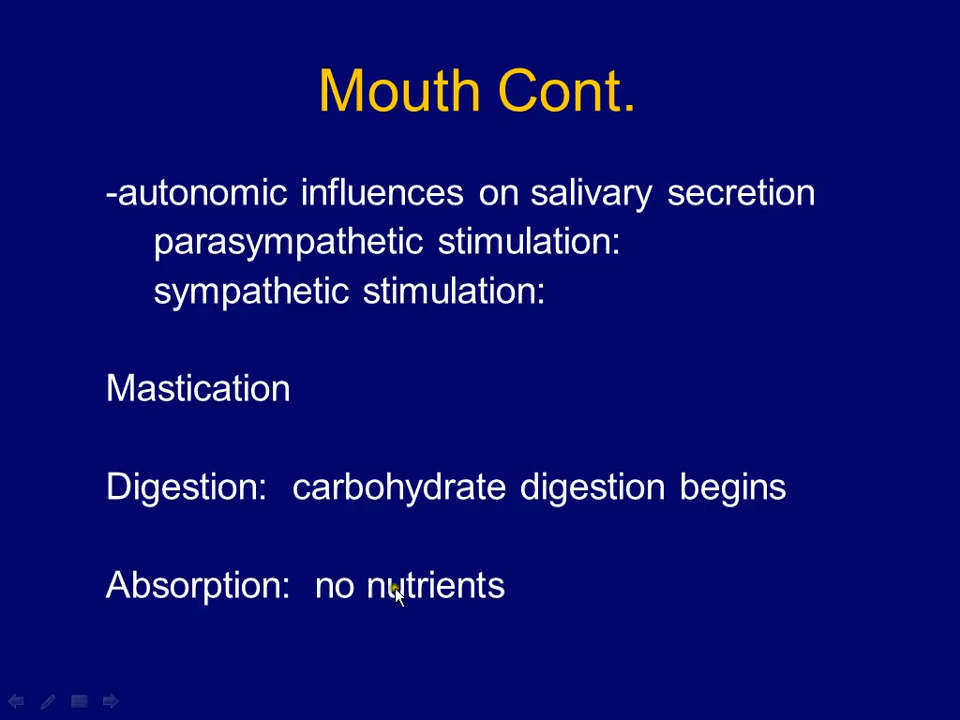 Mouth Cont.
-autonomic influences on salivary secretion
parasympathetic stimulation:
sympathetic stimulation:
Mastication
Digestion: carbohydrate digestion begins
Absorption: no nutrients